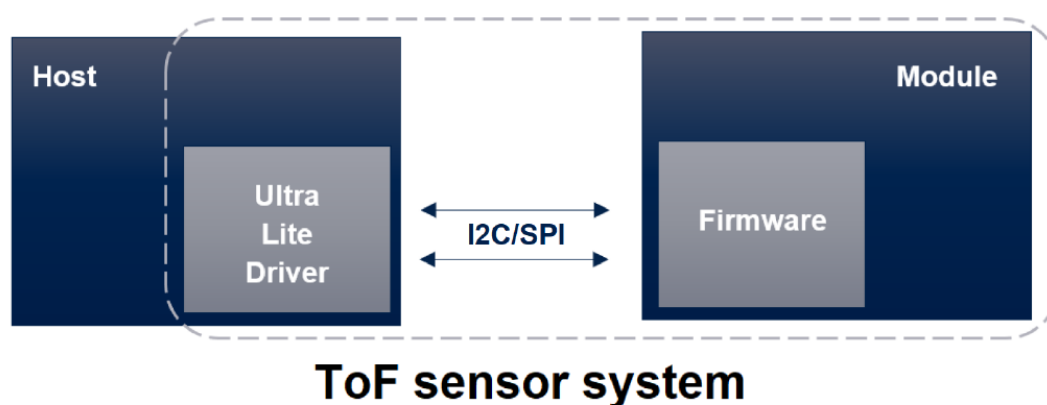 Host
Module
Ultra
Lite
Driver
I2C/SPI
Firmware
ToF sensor system